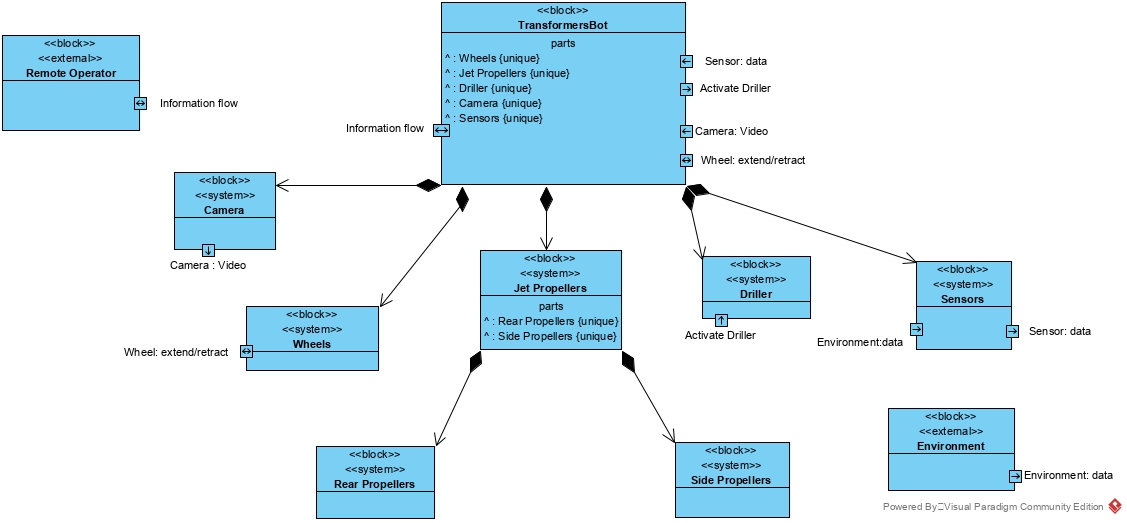 <<block>>
TransformersBot
parts
^ : Wheels {unique}
^ : Jet Propellers {unique}
^ : Driller {unique}
^ : Camera {unique}
^ : Sensors {unique}
Sensor: data
Activate Driller
Camera: Video
Wheel: extend/retract
Information flow
<<block>>
<<external>>
Remote Operator
Information flow
<<block>>
<<system>>
Camera
Camera : Video
<<block>>
<<system>>
Wheels
Wheel: extend/retract
<<block>>
<<system>>
Jet Propellers
parts
^ : Rear Propellers {unique}
^ : Side Propellers {unique}
<<block>>
<<system>>
Driller
Activate Driller
<<block>>
<<system>>
Sensors
Environment:data
Sensor: data
<<block>>
<<system>>
Rear Propellers
<<block>>
<<system>>
Side Propellers
<<block>>
<<external>>
Environment
Environment: data
Powered By Visual Paradigm Community Edition